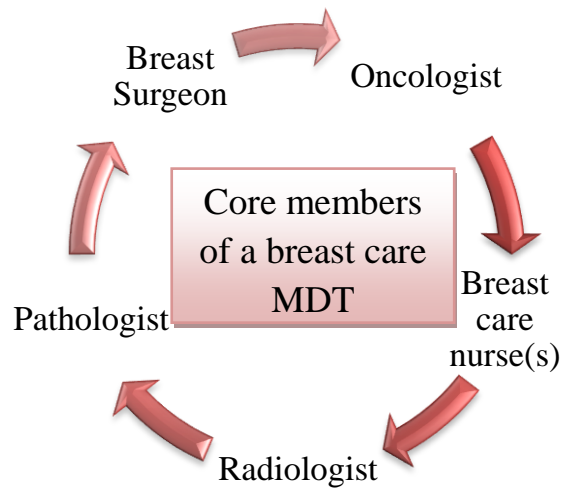 Breast
Surgeon
Oncologist
Core members
of a breast care
MDT
Breast
care
nurse(s)
Pathologist
Radiologist